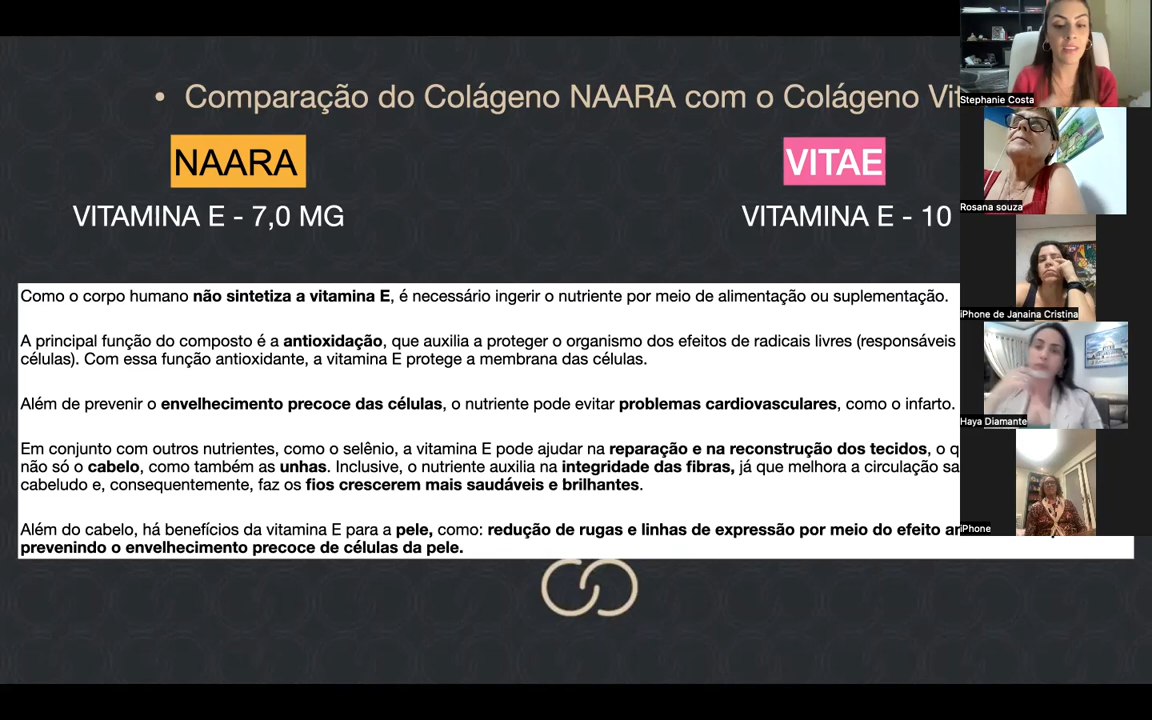 • Comparação do Colágeno NAARA com o Colágeno
NAARA
VITAE
VITAMINA E - 7,0 MG
VITAMINA E - 10
Como o corpo humano não sintetiza a vitamina E, é necessário ingerir o nutriente por meio de alimentação ou suplementação.
A principal função do composto é a antioxidação, que auxilia a proteger o organismo dos efeitos de radicais livres (responsáveis
células). Com essa função antioxidante, a vitamina E protege a membrana das células.
Além de prevenir o envelhecimento precoce das células, o nutriente pode evitar problemas cardiovasculares, como o infarto.
Em conjunto com outros nutrientes, como o selênio, a vitamina E pode ajudar na reparação e na reconstrução dos tecidos, o
não só o cabelo, como também as unhas. Inclusive, o nutriente auxilia na integridade das fibras, já que melhora a circulação
cabeludo e, consequentemente, faz os fios crescerem mais saudáveis e brilhantes.
Além do cabelo, há benefícios da vitamina E para a pele, como: redução de rugas e linhas de expressão por meio do efeito
prevenindo o envelhecimento precoce de células da pele.
Stephanie Costa
Rosana souza
iPhone de Janaina Cristina
Haya Diamante
iPhone